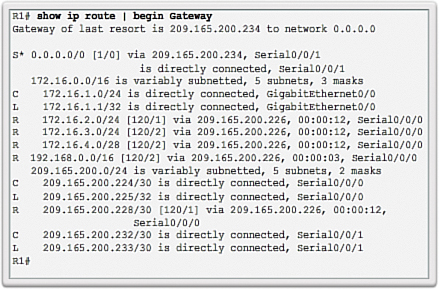 R1# show ip route | begin Gateway
Gateway of last resort is 209.165.200.234 to network 0.0.0.0
S* 0.0.0.0/0 [1/0] via 209.165.200.234, Serial0/0/1
is directly connected, Serial0/0/1
172.16.0.0/16 is variably subnetted, 5 subnets, 3 masks
C 172.16.1.0/24 is directly connected, GigabitEthernet0/0
L 172.16.1.1/32 is directly connected, GigabitEthernet0/0
R 172.16.2.0/24 [120/1] via 209.165.200.226, 00:00:12, Serial0/0/0
R 172.16.3.0/24 [120/2] via 209.165.200.226, 00:00:12, Serial0/0/0
R 172.16.4.0/28 [120/2] via 209.165.200.226, 00:00:12, Serial0/0/0
R 192.168.0.0/16 [120/2] via 209.165.200.226, 00:00:03, Serial0/0/0
209.165.200.0/24 is variably subnetted, 5 subnets, 2 masks
C 209.165.200.224/30 is directly connected, Serial0/0/0
L 209.165.200.225/32 is directly connected, Serial0/0/0
R 209.165.200.228/30 [120/1] via 209.165.200.226, 00:00:12,
Serial0/0/0
C 209.165.200.232/30 is directly connected, Serial0/0/1
L 209.165.200.233/30 is directly connected, Serial0/0/1
R1#